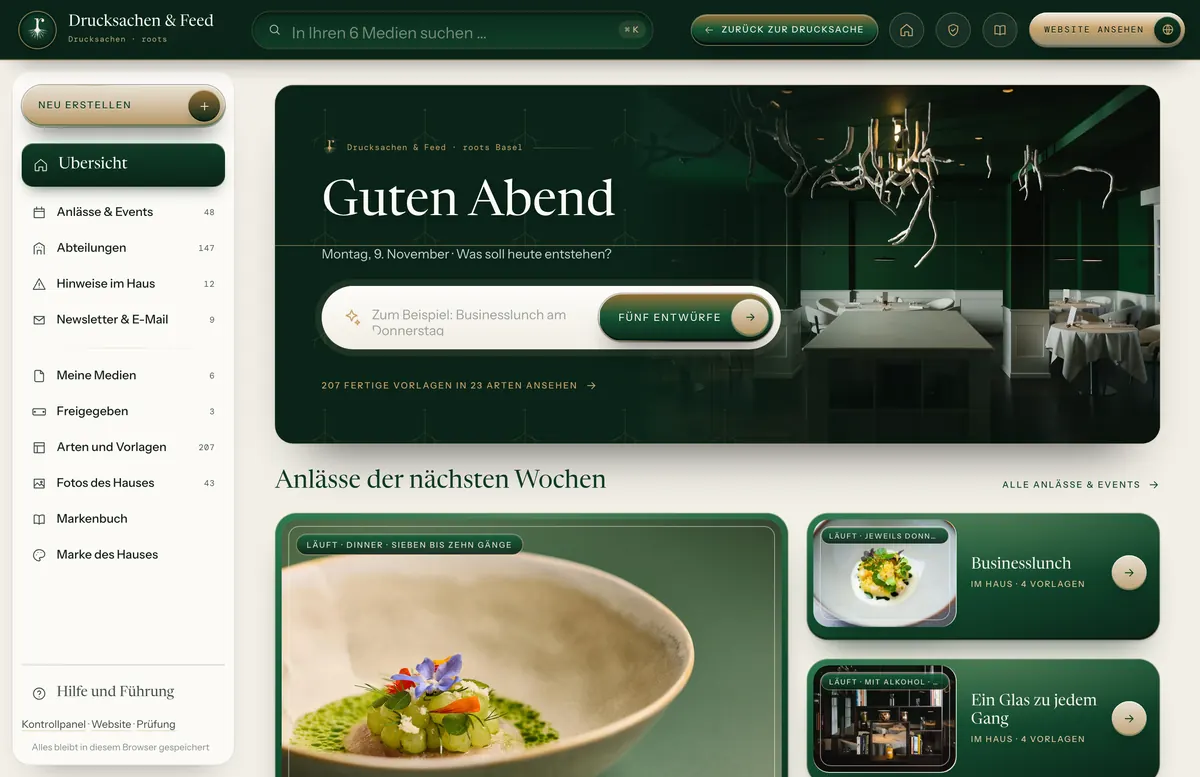 Drucksachen & Feed
Drucksachen · roots
In Ihren 6 Medien suchen ...
⌘ K
← ZURÜCK ZUR DRUCKSACHE
WEBSITE ANSEHEN
NEU ERSTELLEN
Übersicht
Anlässe & Events 48
Abteilungen 147
Hinweise im Haus 12
Newsletter & E-Mail 9
Meine Medien 6
Freigegeben 3
Arten und Vorlagen 207
Fotos des Hauses 43
Markenbuch
Marke des Hauses
Hilfe und Führung
Kontrollpanel · Website · Prüfung
Alles bleibt in diesem Browser gespeichert
Drucksachen & Feed · roots Basel
Guten Abend
Montag, 9. November · Was soll heute entstehen?
Zum Beispiel: Businesslunch am
Donnerstag
FÜNF ENTWÜRFE →
207 FERTIGE VORLAGEN IN 23 ARTEN ANSEHEN →
Anlässe der nächsten Wochen
ALLE ANLÄSSE & EVENTS →
LÄUFT · DINNER · SIEBEN BIS ZEHN GÄNGE
LÄUFT · JEWEILS DONN...
Businesslunch
IM HAUS · 4 VORLAGEN
LÄUFT · MIT ALKOHOL · ...
Ein Glas zu jedem
Gang
IM HAUS · 4 VORLAGEN